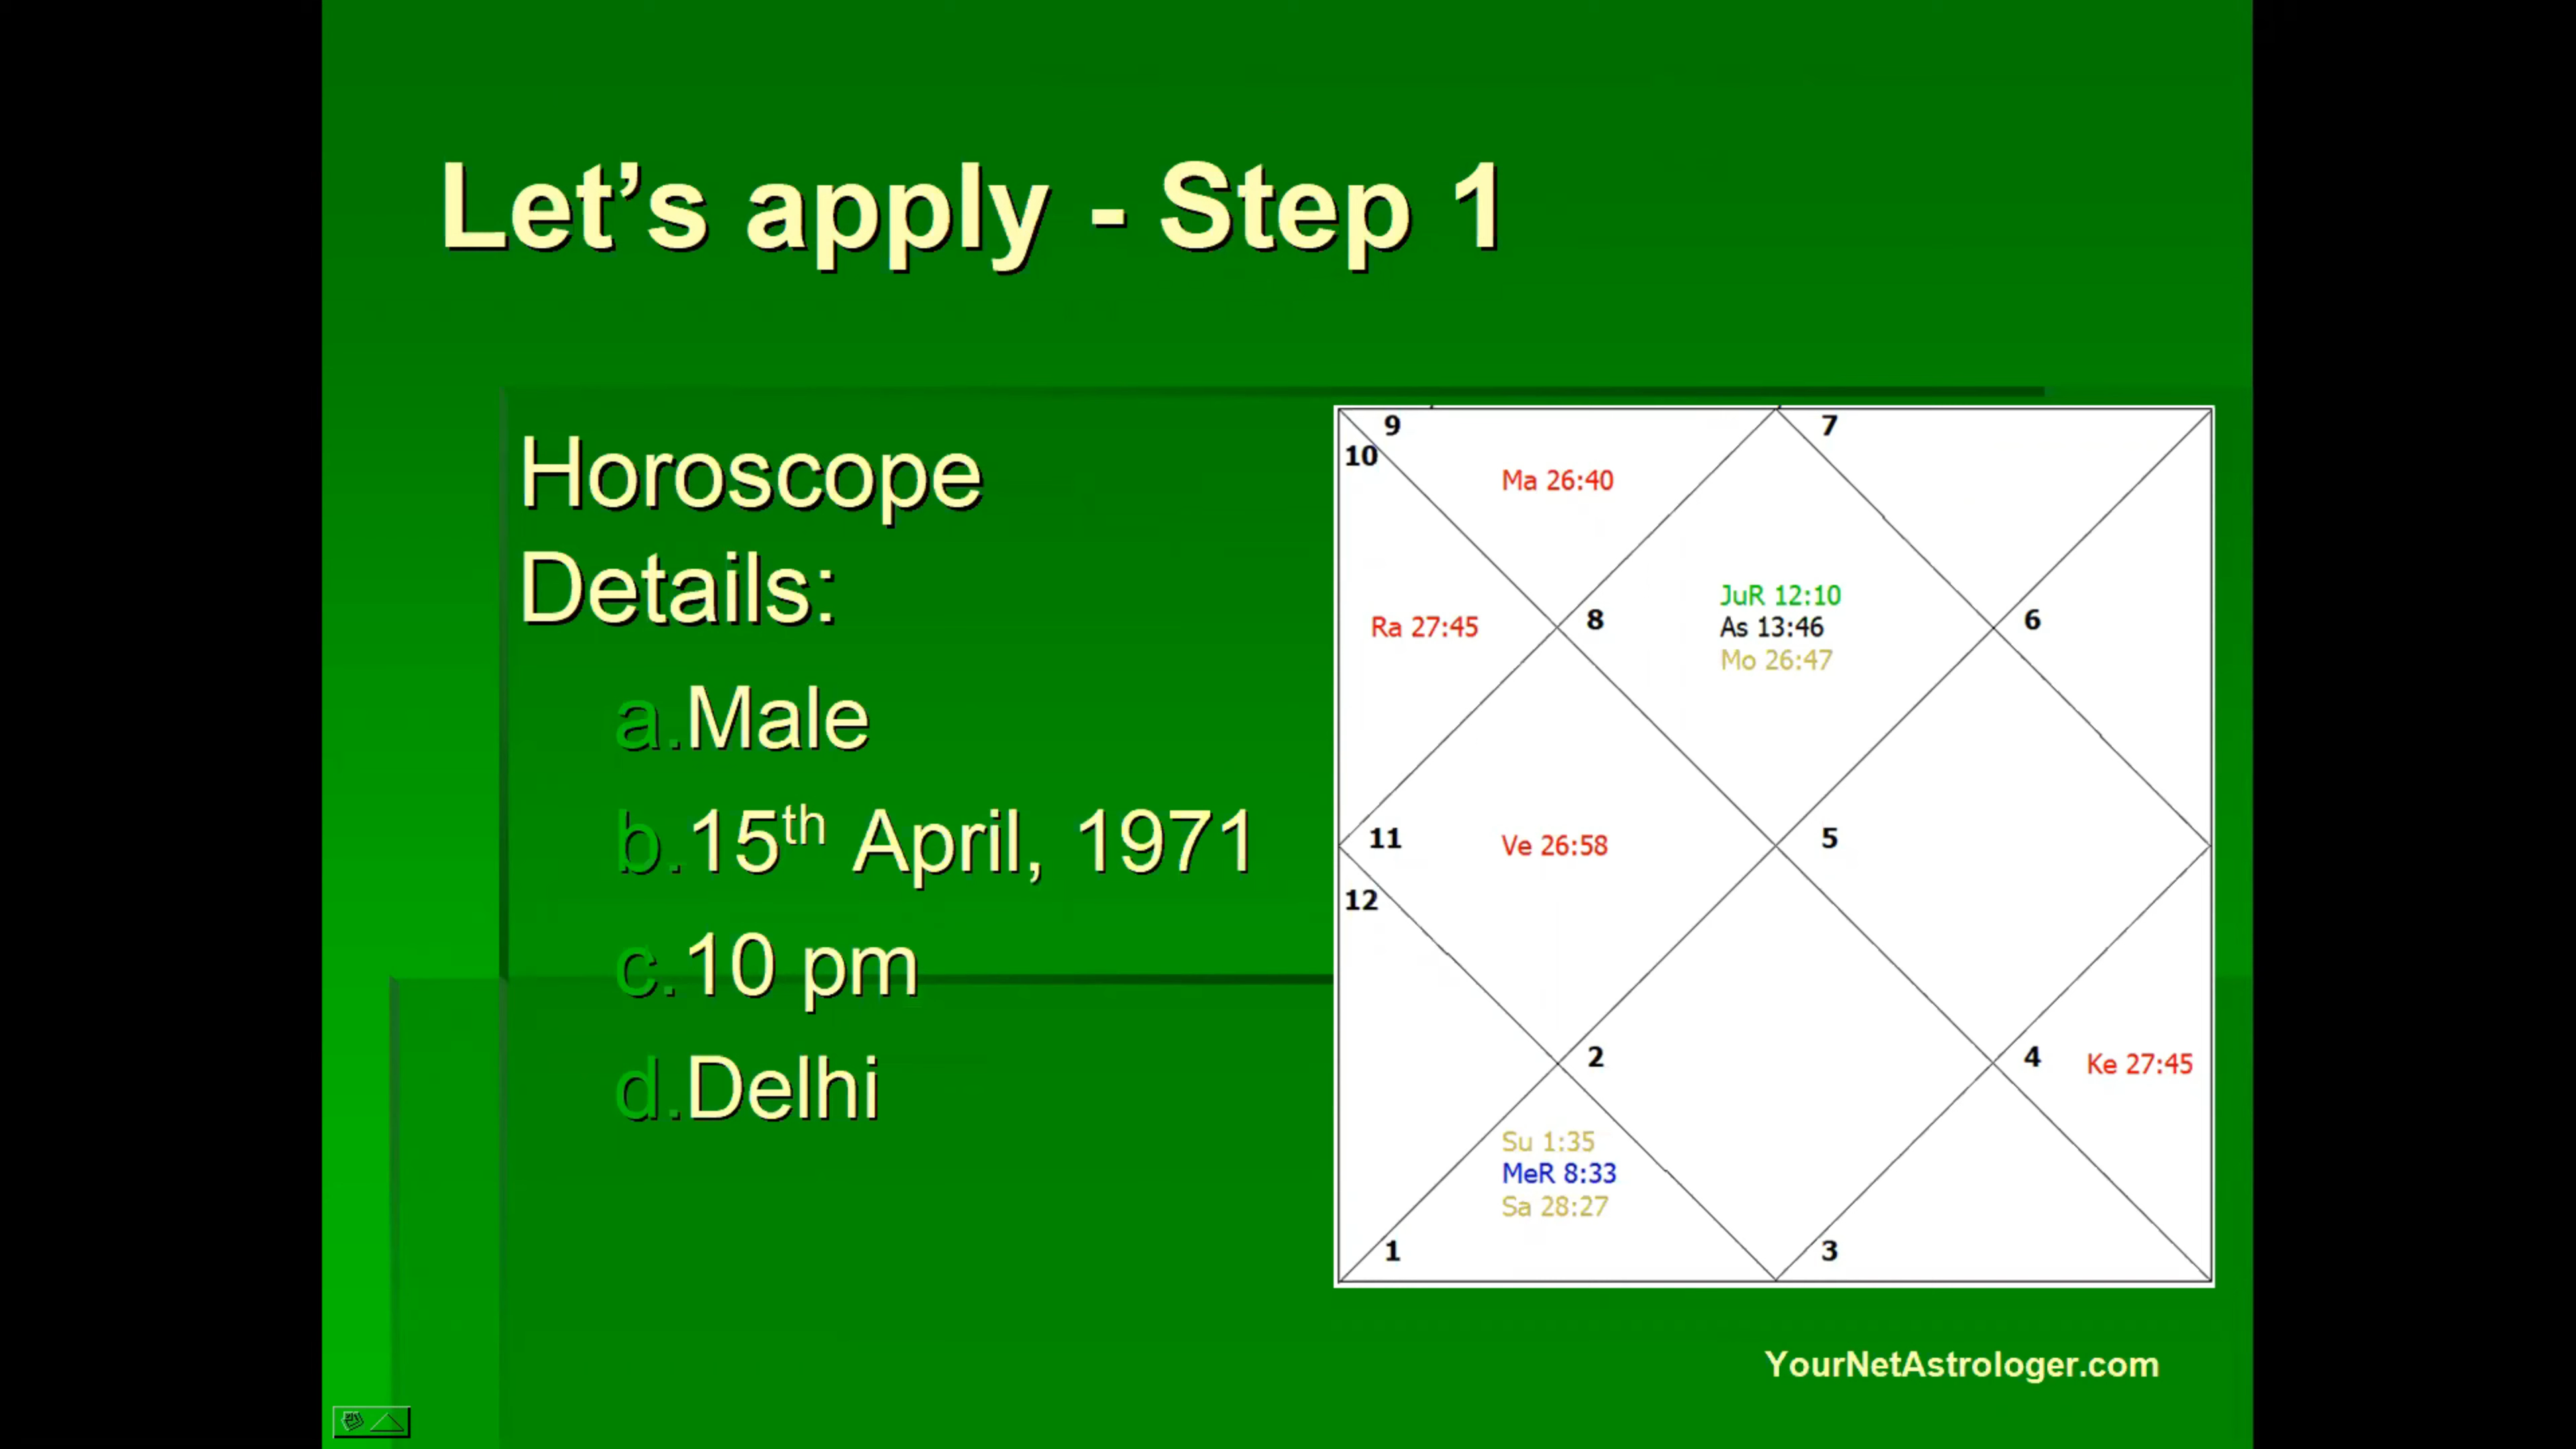 Let's apply - Step 1
Horoscope
Details:
a.Male
b.15th April, 1971
c.10 pm
d.Delhi
9
10
7
Ma 26:40
Ra 27:45
8
JuR 12:10
As 13:46
Mo 26:47
6
11
12
Ve 26:58
5
2
4
Ke 27:45
Su 1:35
MeR 8:33
Sa 28:27
1
3
YourNetAstrologer.com